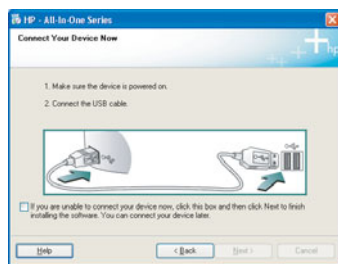 HP - All-In-One Series
Connect Your Device Now
hp
1. Make sure the device is powered on.
2. Connect the USB cable.
If you are unable to connect your device now, click this box and then click Next to finish
installing the software. You can connect your device later.
Help
< Back
Next >
Cancel